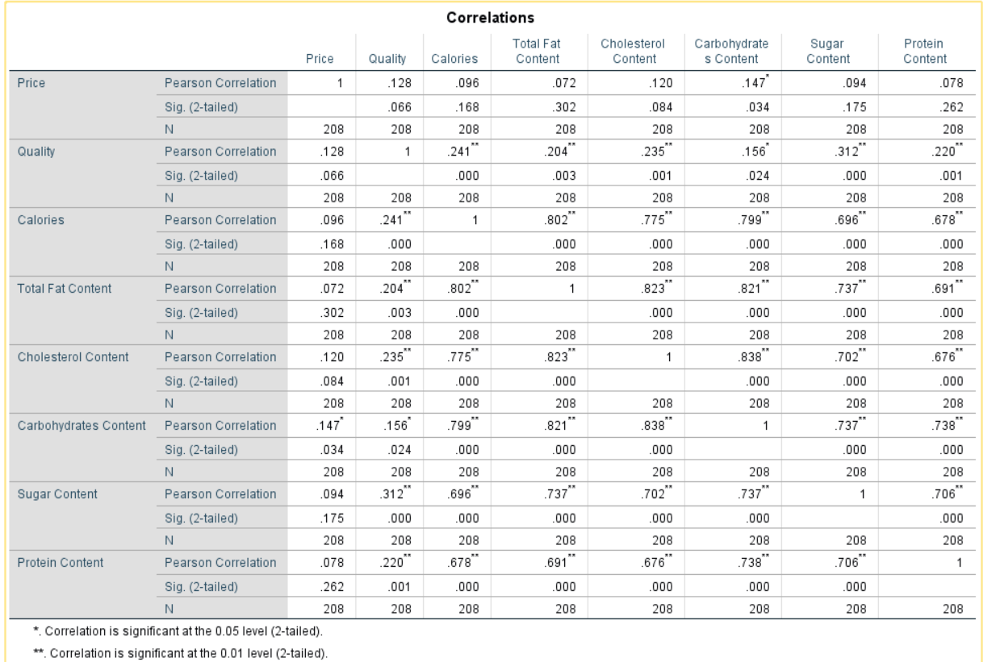 Correlations
Price Quality Calories Total Fat Content Cholesterol Content Carbohydrate s Content Sugar Content Protein Content
Price Pearson Correlation 1 .128 .096 .072 .120 .147* .094 .078
Sig. (2-tailed) .066 .168 .302 .084 .034 .175 .262
N 208 208 208 208 208 208 208 208
Quality Pearson Correlation .128 1 .241** .204** .235** .156* .312** .220**
Sig. (2-tailed) .066 .000 .003 .001 .024 .000 .001
N 208 208 208 208 208 208 208 208
Calories Pearson Correlation .096 .241** 1 .802** .775** .799** .696** .678**
Sig. (2-tailed) .168 .000 .000 .000 .000 .000 .000
N 208 208 208 208 208 208 208 208
Total Fat Content Pearson Correlation .072 .204** .802** 1 .823** .821** .737** .691**
Sig. (2-tailed) .302 .003 .000 .000 .000 .000 .000
N 208 208 208 208 208 208 208 208
Cholesterol Content Pearson Correlation .120 .235** .775** .823** 1 .838** .702** .676**
Sig. (2-tailed) .084 .001 .000 .000 .000 .000 .000
N 208 208 208 208 208 208 208 208
Carbohydrates Content Pearson Correlation .147* .156* .799** .821** .838** 1 .737** .738**
Sig. (2-tailed) .034 .024 .000 .000 .000 .000 .000
N 208 208 208 208 208 208 208 208
Sugar Content Pearson Correlation .094 .312** .696** .737** .702** .737** 1 .706**
Sig. (2-tailed) .175 .000 .000 .000 .000 .000 .000
N 208 208 208 208 208 208 208 208
Protein Content Pearson Correlation .078 .220** .678** .691** .676** .738** .706** 1
Sig. (2-tailed) .262 .001 .000 .000 .000 .000 .000
N 208 208 208 208 208 208 208 208
*. Correlation is significant at the 0.05 level (2-tailed).
**. Correlation is significant at the 0.01 level (2-tailed).